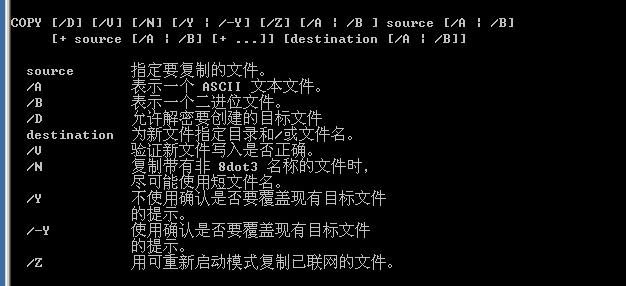 COPY [/D] [/V] [/N] [/Y | /-Y] [/Z] [/A | /B ] source [/A | /B]
[+ source [/A | /B] [+ ...]] [destination [/A | /B]]
source 指定要复制的文件。
/A 表示一个 ASCII 文本文件。
/B 表示一个二进位文件。
/D 允许解密要创建的目标文件
destination 为新文件指定目录和/或文件名。
/V 验证新文件写入是否正确。
/N 复制带有非 8dot3 名称的文件时,
尽可能使用短文件名。
/Y 不使用确认是否要覆盖现有目标文件
的提示。
/-Y 使用确认是否要覆盖现有目标文件
的提示。
/Z 用可重新启动模式复制已联网的文件。